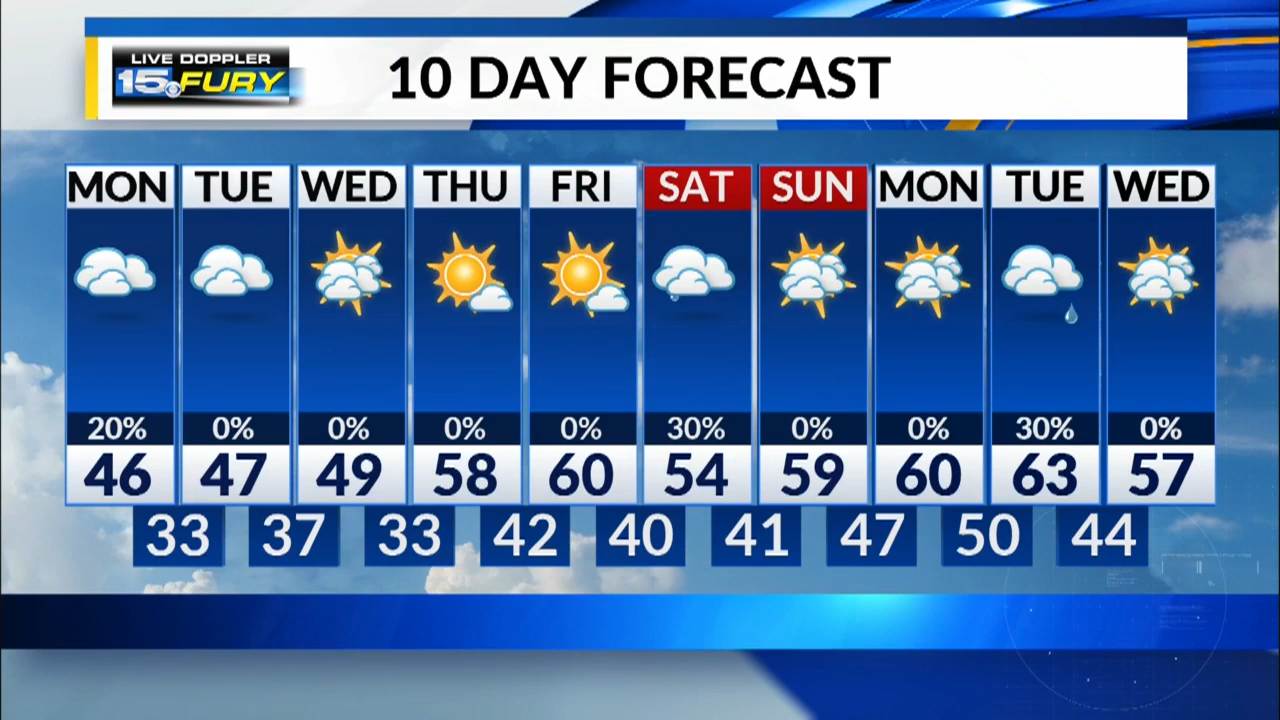 LIVE DOPPLER
15 FURY
10 DAY FORECAST
MON TUE WED THU FRI SAT SUN MON TUE WED
20% 0% 0% 0% 0% 30% 0% 0% 30% 0%
46 47 49 58 60 54 59 60 63 57
33 37 33 42 40 41 47 50 44